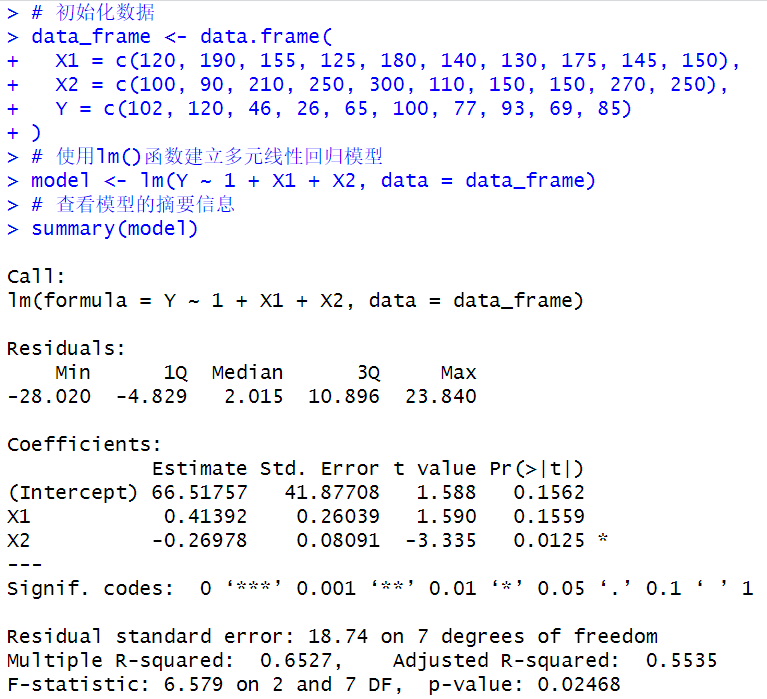 > # 初始化数据
> data_frame <- data.frame(
+   X1 = c(120, 190, 155, 125, 180, 140, 130, 175, 145, 150),
+   X2 = c(100, 90, 210, 250, 300, 110, 150, 150, 270, 250),
+   Y = c(102, 120, 46, 26, 65, 100, 77, 93, 69, 85)
+ )
> # 使用lm()函数建立多元线性回归模型
> model <- lm(Y ~ 1 + X1 + X2, data = data_frame)
> # 查看模型的摘要信息
> summary(model)

Call:
lm(formula = Y ~ 1 + X1 + X2, data = data_frame)

Residuals:
    Min      1Q  Median      3Q     Max
-28.020  -4.829   2.015  10.896  23.840

Coefficients:
            Estimate Std. Error t value Pr(>|t|)
(Intercept) 66.51757   41.87708   1.588   0.1562
X1           0.41392    0.26039   1.590   0.1559
X2          -0.26978    0.08091  -3.335   0.0125 *
---
Signif. codes:  0 ‘***’ 0.001 ‘**’ 0.01 ‘*’ 0.05 ‘.’ 0.1 ‘ ’ 1

Residual standard error: 18.74 on 7 degrees of freedom
Multiple R-squared:  0.6527,    Adjusted R-squared:  0.5535
F-statistic: 6.579 on 2 and 7 DF,  p-value: 0.02468